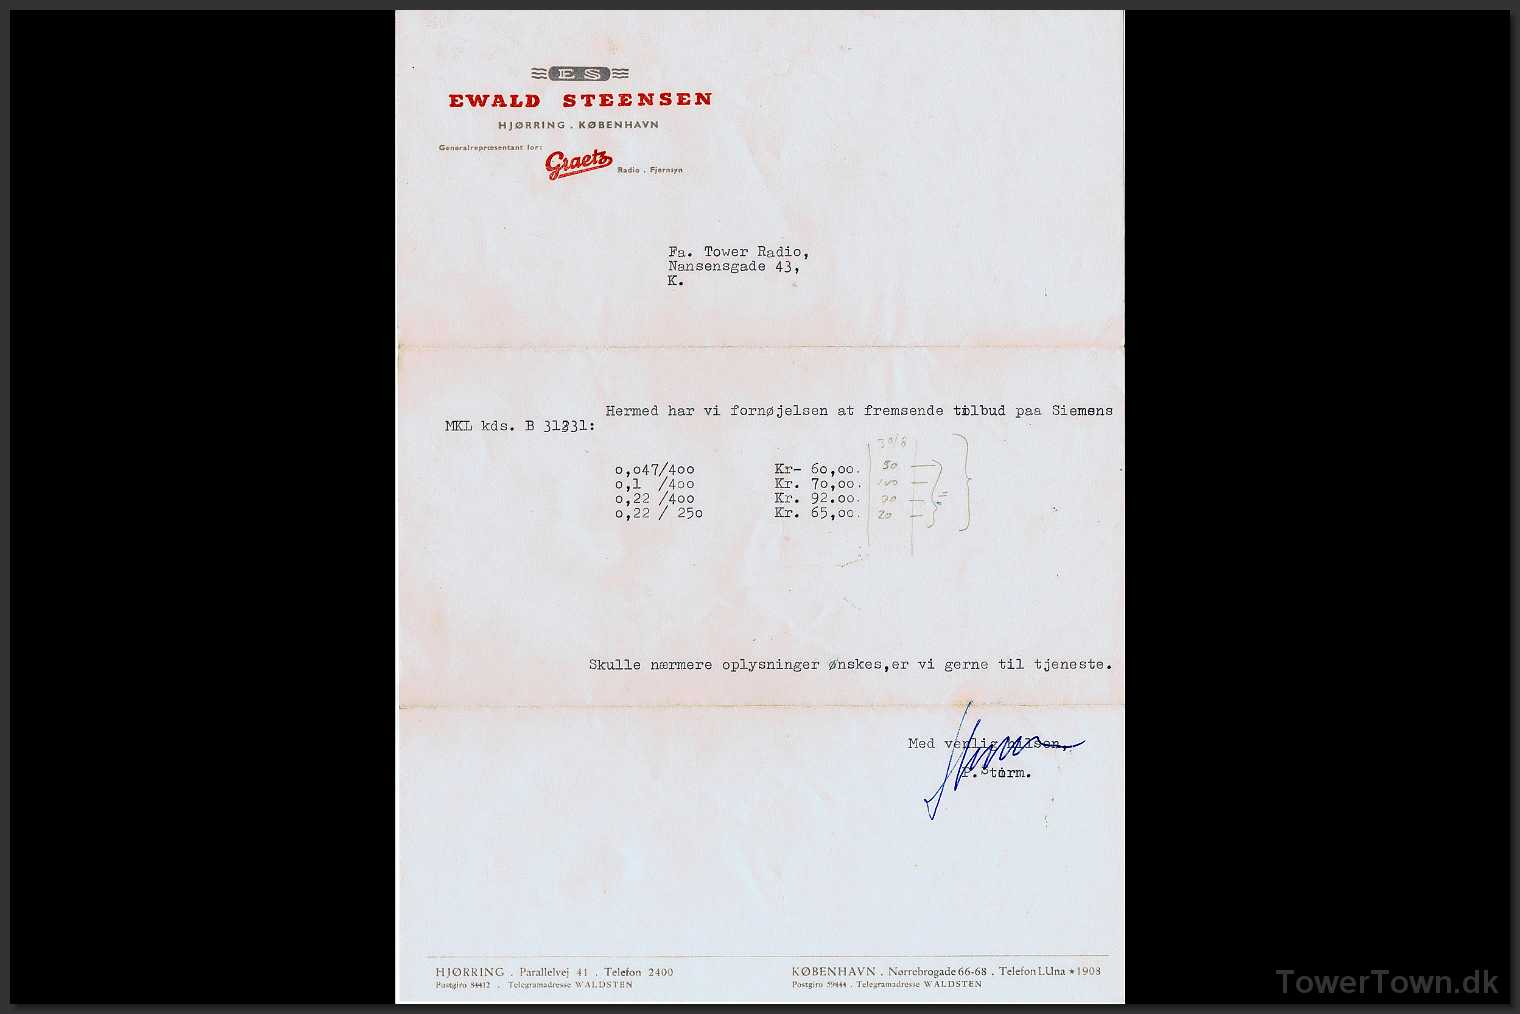 ES
EWALD STEENSEN
HJØRRING . KØBENHAVN
Generalrepræsentant for:
Graetz
Radio . Fjernsyn
Fa. Tower Radio,
Nansensgade 43,
K.
Hermed har vi fornøjelsen at fremsende tilbud paa Siemens
MKL kds. B 31231:
30/8
0,047/400 Kr- 60,00. 50
0,1 /400 Kr. 70,00. 100
0,22 /400 Kr. 92.00.
0,22 / 250 Kr. 65,00. 20
Skulle nærmere oplysninger ønskes,er vi gerne til tjeneste.
Med venlig hilsen,
P. Storm.
HJØRRING . Parallelvej 41 . Telefon 2400
Postgiro 84412 . Telegramadresse WALDSTEN
KØBENHAVN . Nørrebrogade 66-68 . Telefon LUna ★ 1908
Postgiro 59444 . Telegramadresse WALDSTEN
TowerTown.dk